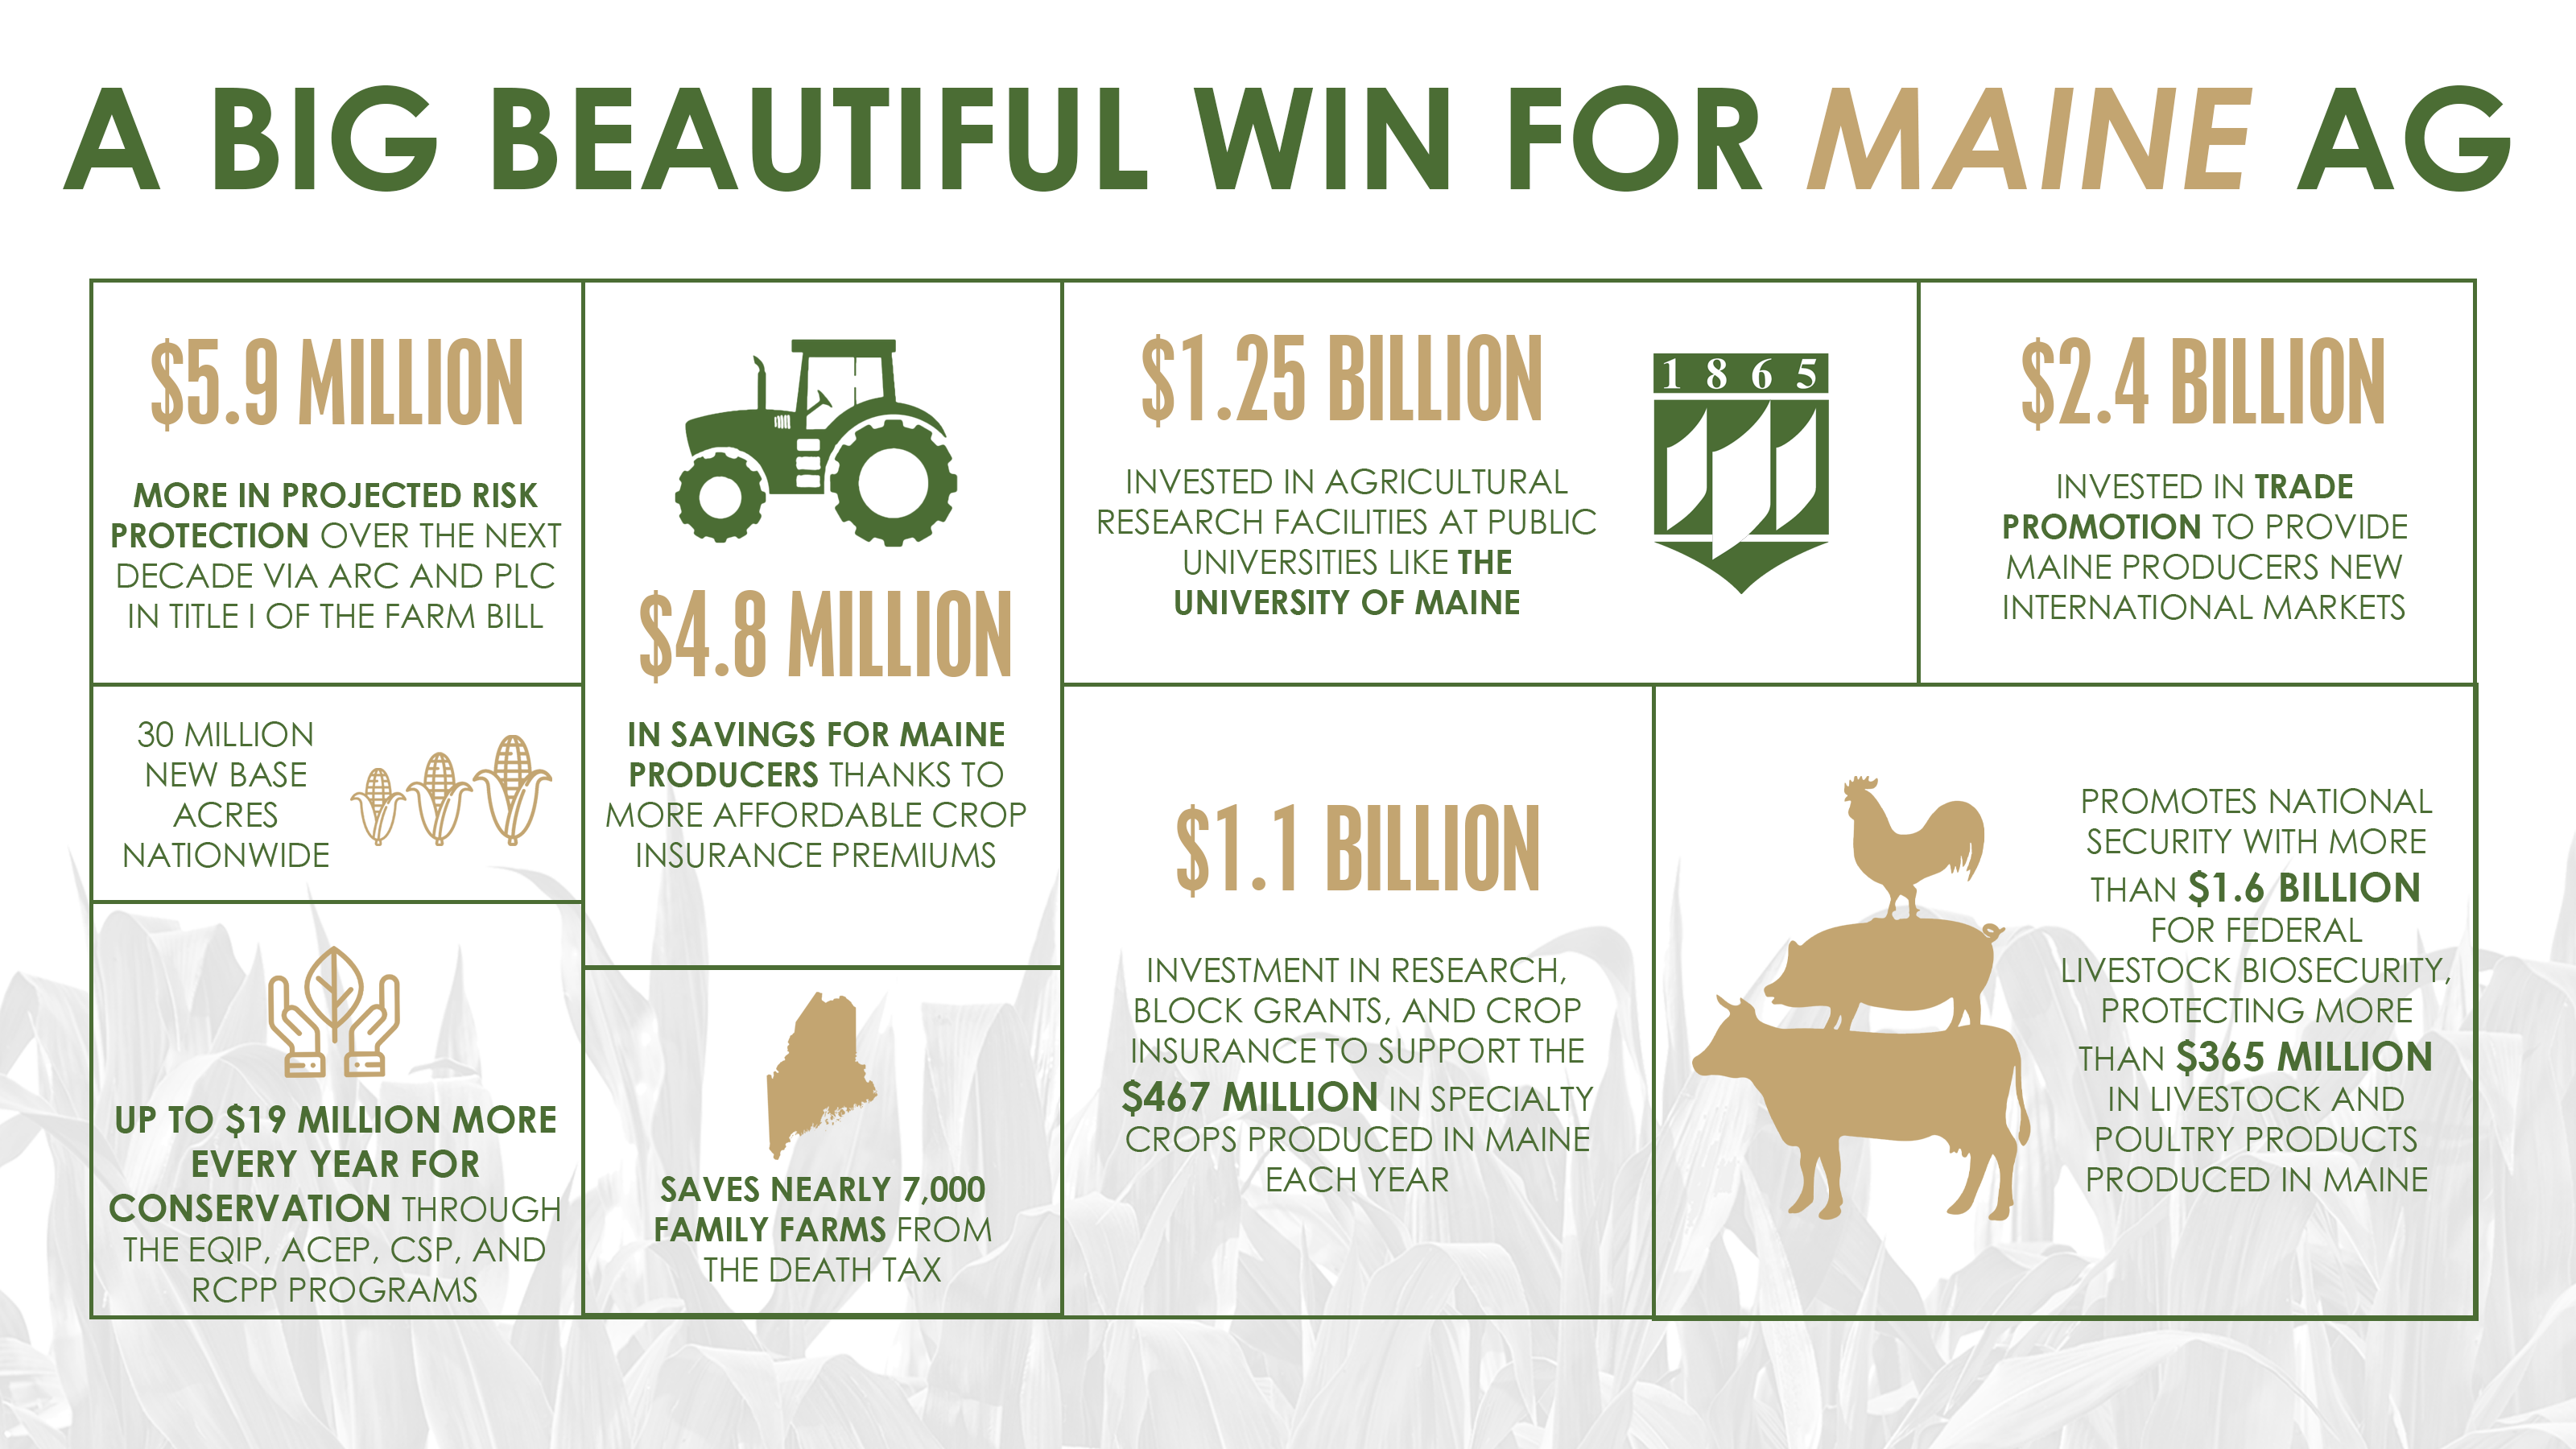 A BIG BEAUTIFUL WIN FOR MAINE AG
$5.9 MILLION
MORE IN PROJECTED RISK
PROTECTION OVER THE NEXT
DECADE VIA ARC AND PLC
IN TITLE I OF THE FARM BILL
30 MILLION
NEW BASE
ACRES
NATIONWIDE
UP TO $19 MILLION MORE
EVERY YEAR FOR
CONSERVATION THROUGH
THE EQIP, ACEP, CSP, AND
RCPP PROGRAMS
$4.8 MILLION
IN SAVINGS FOR MAINE
PRODUCERS THANKS TO
MORE AFFORDABLE CROP
INSURANCE PREMIUMS
SAVES NEARLY 7,000
FAMILY FARMS FROM
THE DEATH TAX
$1.25 BILLION
INVESTED IN AGRICULTURAL
RESEARCH FACILITIES AT PUBLIC
UNIVERSITIES LIKE THE
UNIVERSITY OF MAINE
1865
$2.4 BILLION
INVESTED IN TRADE
PROMOTION TO PROVIDE
MAINE PRODUCERS NEW
INTERNATIONAL MARKETS
$1.1 BILLION
INVESTMENT IN RESEARCH,
BLOCK GRANTS, AND CROP
INSURANCE TO SUPPORT THE
$467 MILLION IN SPECIALTY
CROPS PRODUCED IN MAINE
EACH YEAR
PROMOTES NATIONAL
SECURITY WITH MORE
THAN $1.6 BILLION
FOR FEDERAL
LIVESTOCK BIOSECURITY,
PROTECTING MORE
THAN $365 MILLION
IN LIVESTOCK AND
POULTRY PRODUCTS
PRODUCED IN MAINE